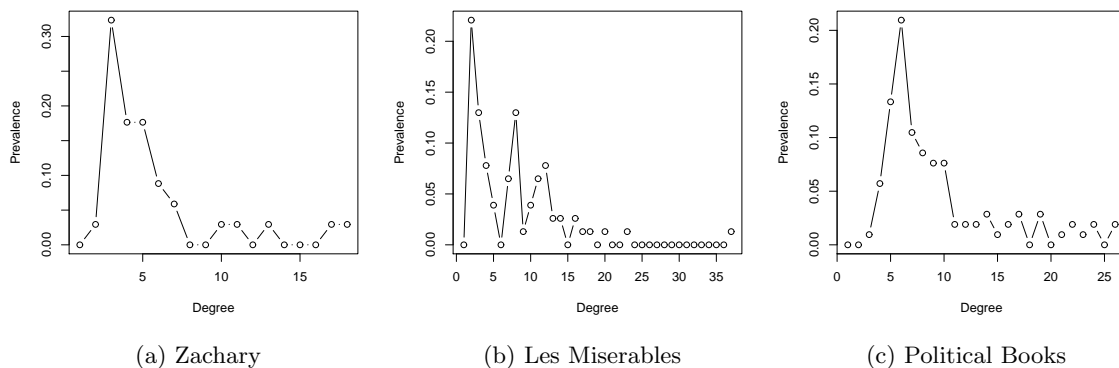 0.30
0.20
0.10
0.00
Prevalence
5 10 15
Degree
(a) Zachary
0.20
0.15
0.10
0.05
0.00
Prevalence
0 5 10 15 20 25 30 35
Degree
(b) Les Miserables
0.20
0.15
0.10
0.05
0.00
Prevalence
0 5 10 15 20 25
Degree
(c) Political Books